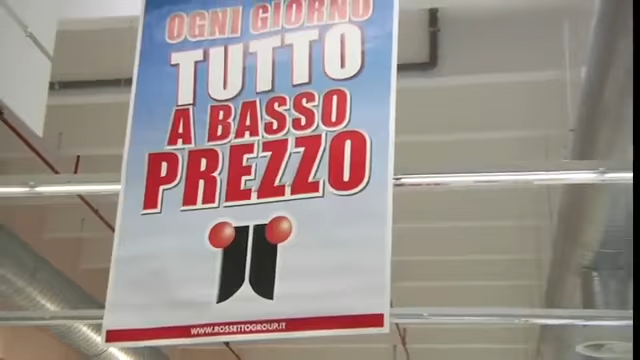 OGNI GIORNO
TUTTO
A BASSO
PREZZO
WWW.ROSSETTOGROUP.IT